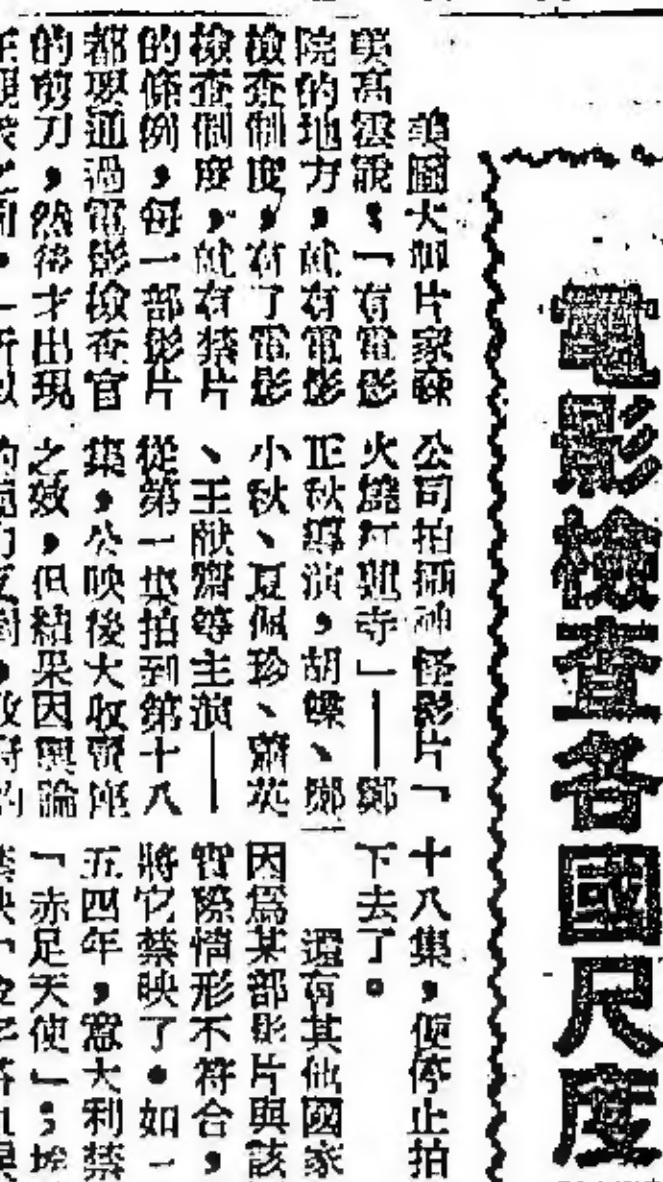 電影檢查各國尺度
美國大制片家森
美高雲說：「有電影
院的地方，就有電影
檢查制度，有了電影
檢查制度，就有禁片
的條例，每一部影片
都要通過電影檢查官
的剪刀，然後才出現
公司拍攝神怪影片「
火燒紅蓮寺」——鄭
正秋導演，胡蝶、鄭
小秋、夏佩珍、蕭英
、王獻齋等主演——
從第一集拍到第十八
集，公映後大收賣座
之效，但結果因輿論
十八集，便停止拍
下去了。
還有其他國家
因爲某部影片與該
實際情形不符合，
將它禁映了。如一
五四年，意大利禁
「赤足天使」；埃